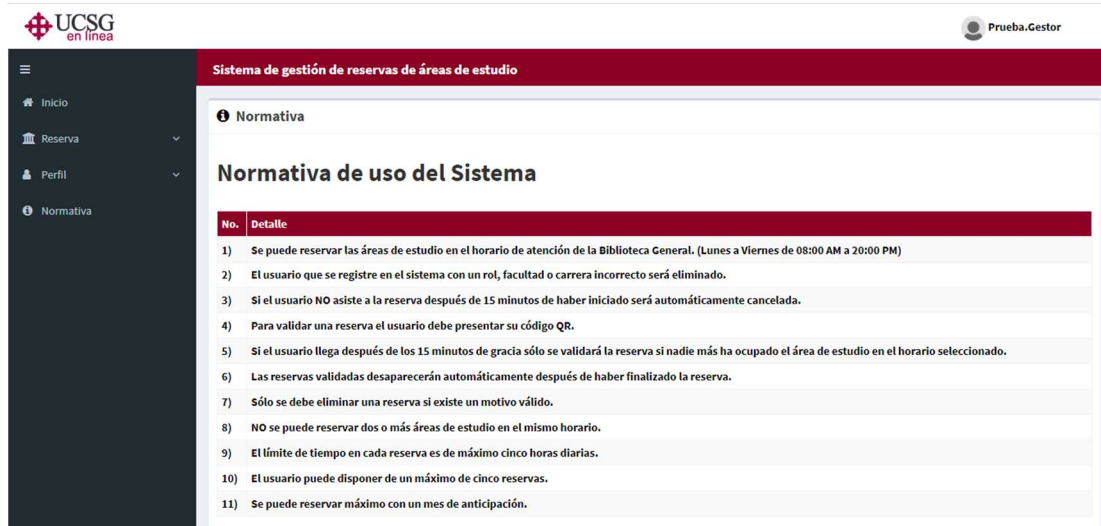 UCSG
en línea
Prueba.Gestor
Sistema de gestión de reservas de áreas de estudio
Inicio
Reserva
Perfil
Normativa
Normativa
Normativa de uso del Sistema
No. Detalle
1) Se puede reservar las áreas de estudio en el horario de atención de la Biblioteca General. (Lunes a Viernes de 08:00 AM a 20:00 PM)
2) El usuario que se registre en el sistema con un rol, facultad o carrera incorrecto será eliminado.
3) Si el usuario NO asiste a la reserva después de 15 minutos de haber iniciado será automáticamente cancelada.
4) Para validar una reserva el usuario debe presentar su código QR.
5) Si el usuario llega después de los 15 minutos de gracia sólo se validará la reserva si nadie más ha ocupado el área de estudio en el horario seleccionado.
6) Las reservas validadas desaparecerán automáticamente después de haber finalizado la reserva.
7) Sólo se debe eliminar una reserva si existe un motivo válido.
8) NO se puede reservar dos o más áreas de estudio en el mismo horario.
9) El límite de tiempo en cada reserva es de máximo cinco horas diarias.
10) El usuario puede disponer de un máximo de cinco reservas.
11) Se puede reservar máximo con un mes de anticipación.